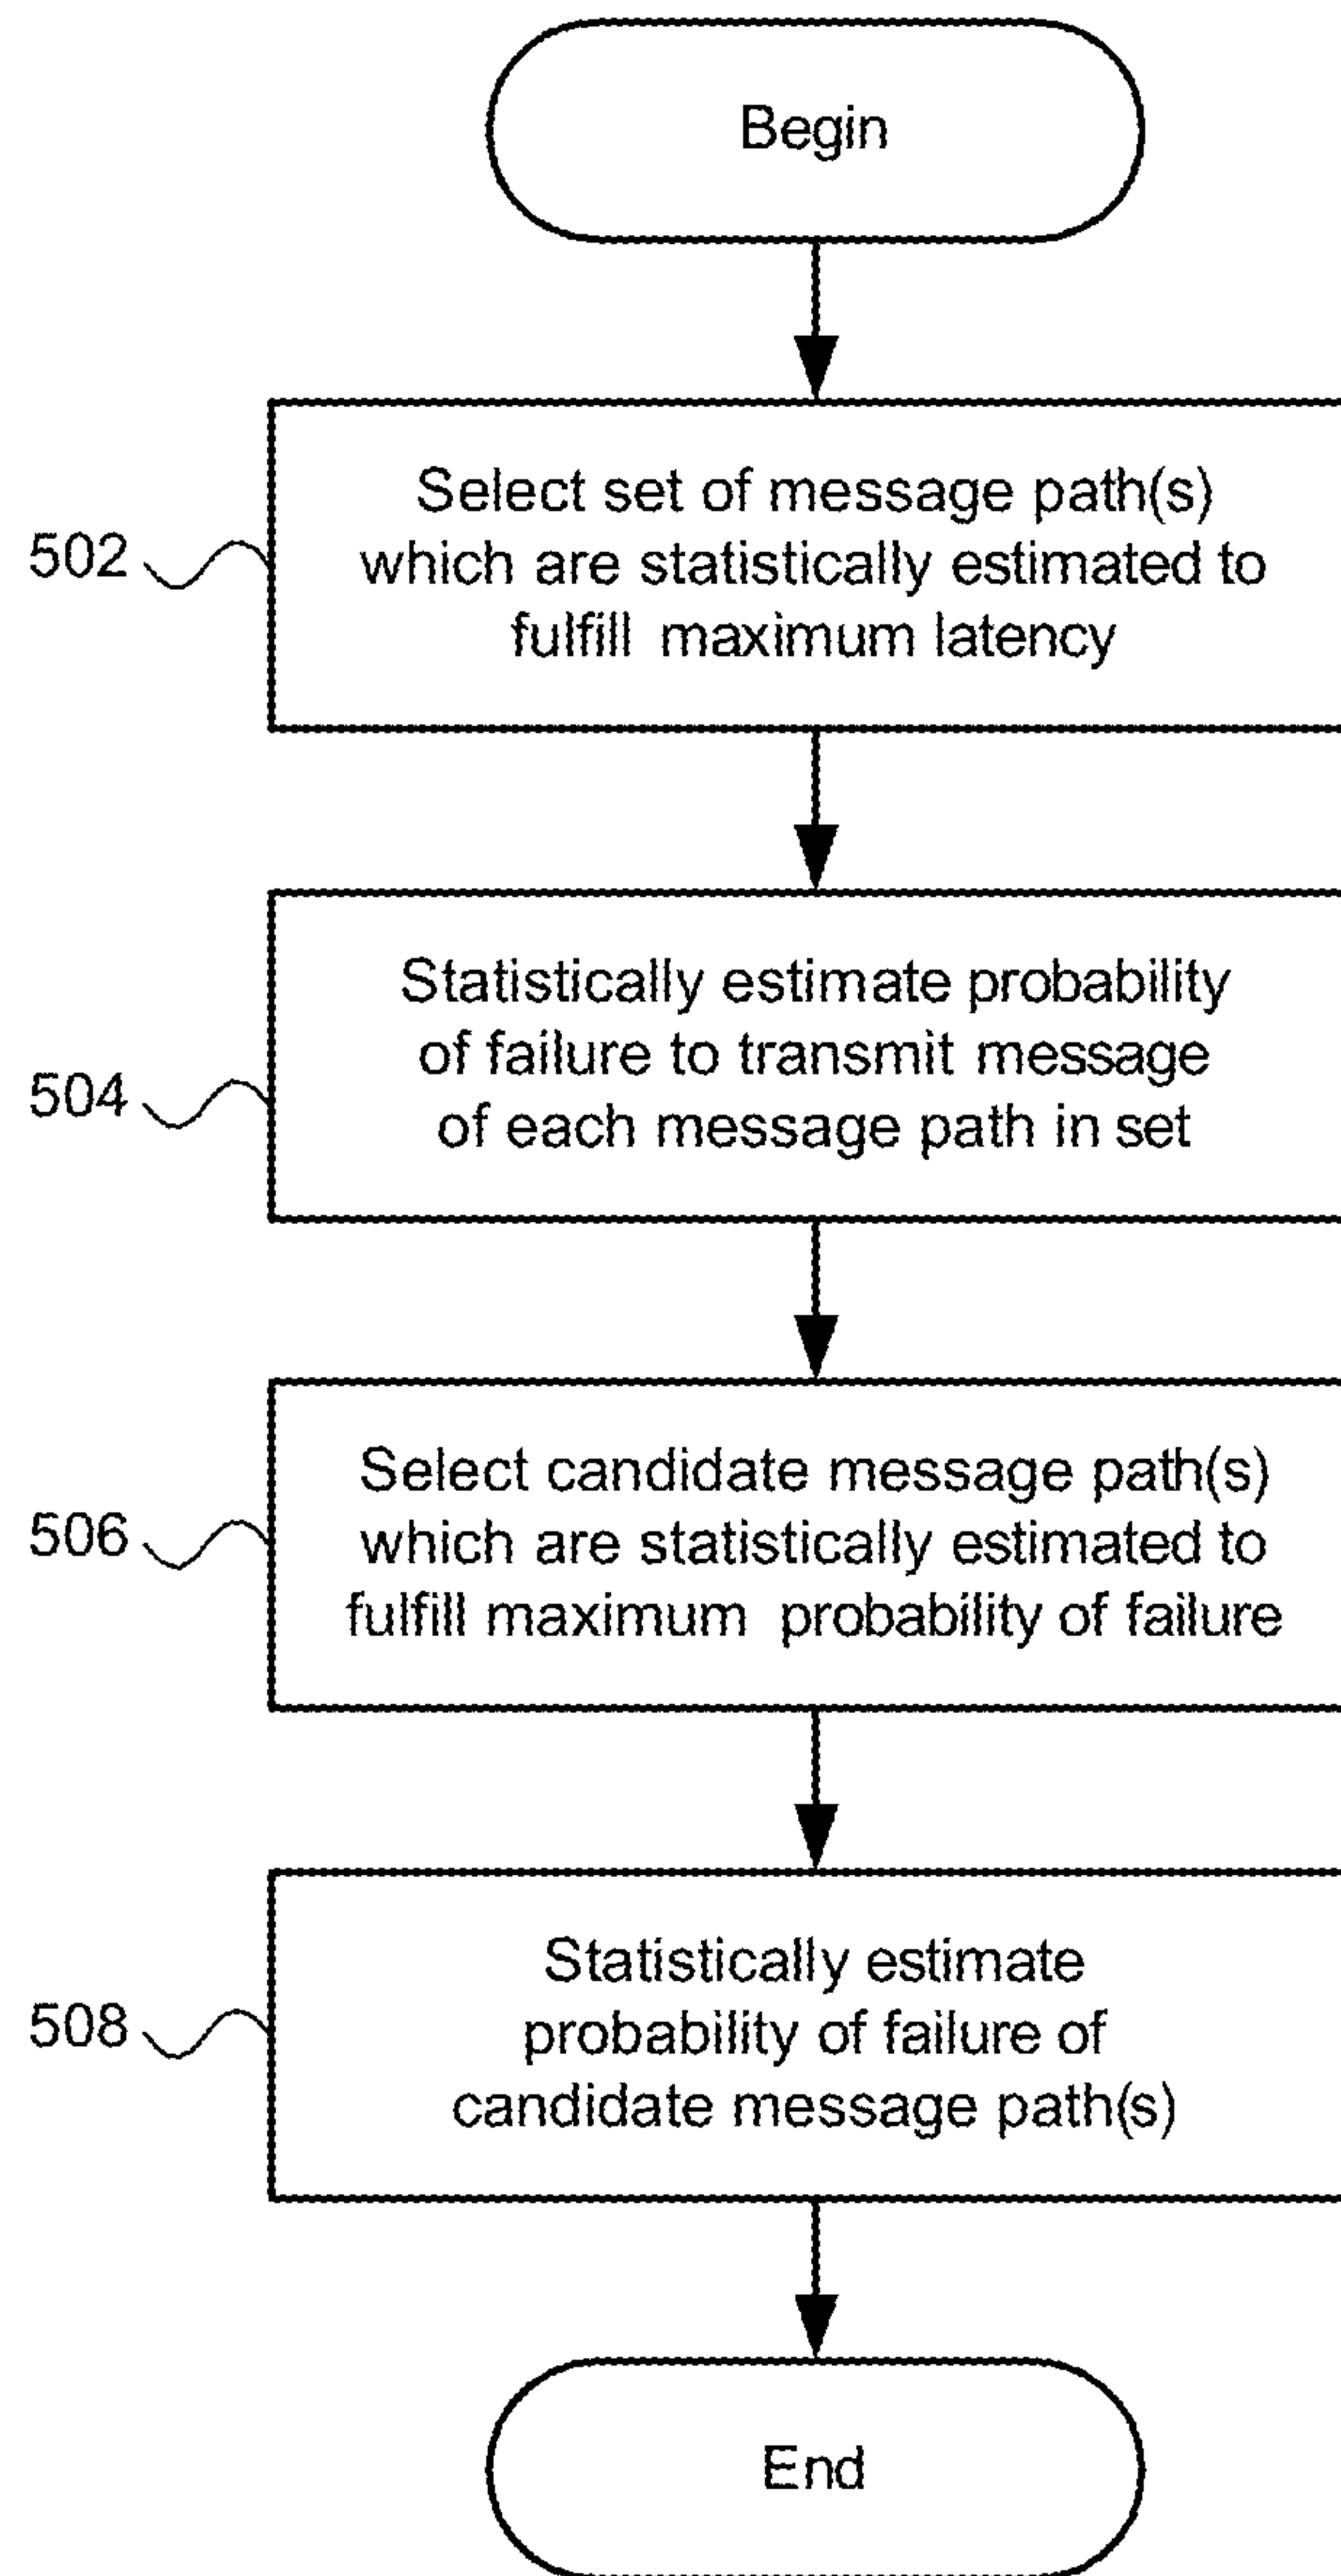 Begin
502
Select set of message path(s)
which are statistically estimated to
fulfill maximum latency
504
Statistically estimate probability
of failure to transmit message
of each message path in set
506
Select candidate message path(s)
which are statistically estimated to
fulfill maximum probability of failure
508
Statistically estimate
probability of failure of
candidate message path(s)
End